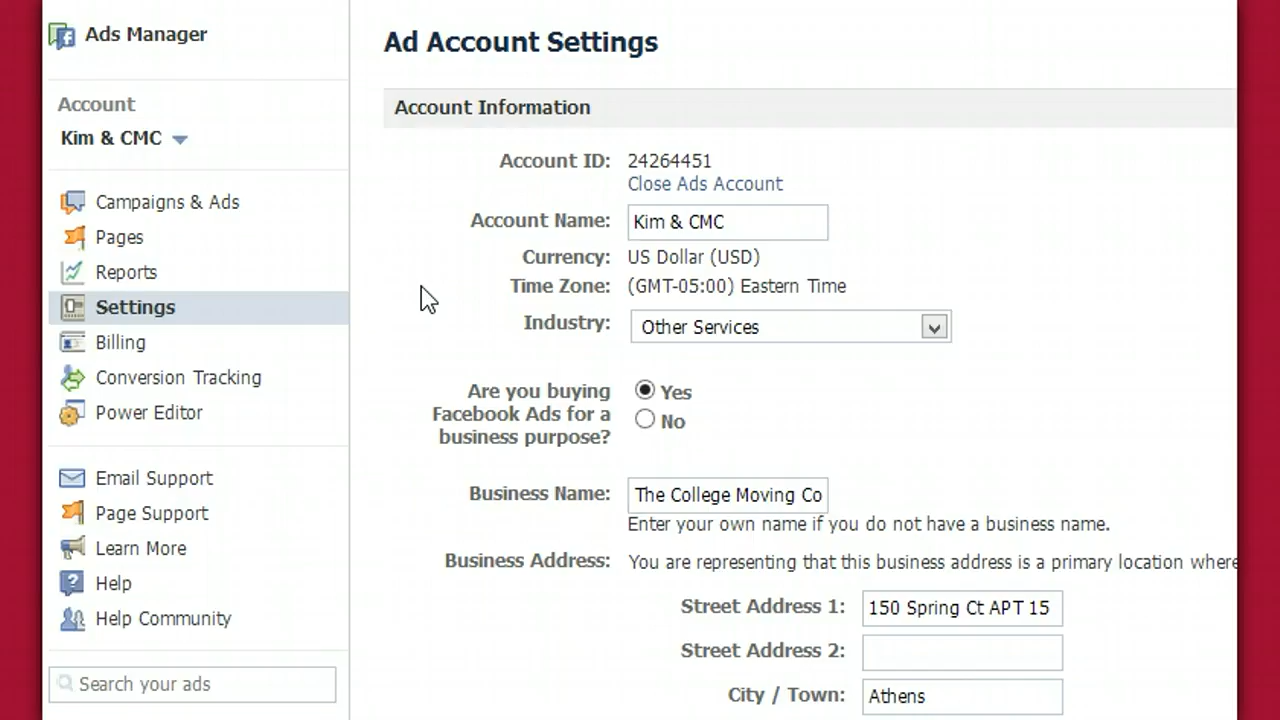 Ads Manager
Account
Kim & CMC
Campaigns & Ads
Pages
Reports
Settings
Billing
Conversion Tracking
Power Editor
Email Support
Page Support
Learn More
Help
Help Community
Search your ads
Ad Account Settings
Account Information
Account ID: 24264451
Close Ads Account
Account Name: Kim & CMC
Currency: US Dollar (USD)
Time Zone: (GMT-05:00) Eastern Time
Industry: Other Services
Are you buying Yes
Facebook Ads for a No
business purpose?
Business Name: The College Moving Co
Enter your own name if you do not have a business name.
Business Address: You are representing that this business address is a primary location where
Street Address 1: 150 Spring Ct APT 15
Street Address 2:
City / Town: Athens